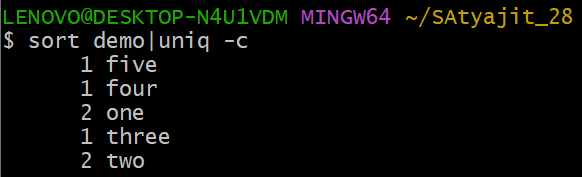 LENOVO@DESKTOP-N4U1VDM MINGW64 ~/SAtyajit_28
$ sort demo|uniq -c
      1 five
      1 four
      2 one
      1 three
      2 two